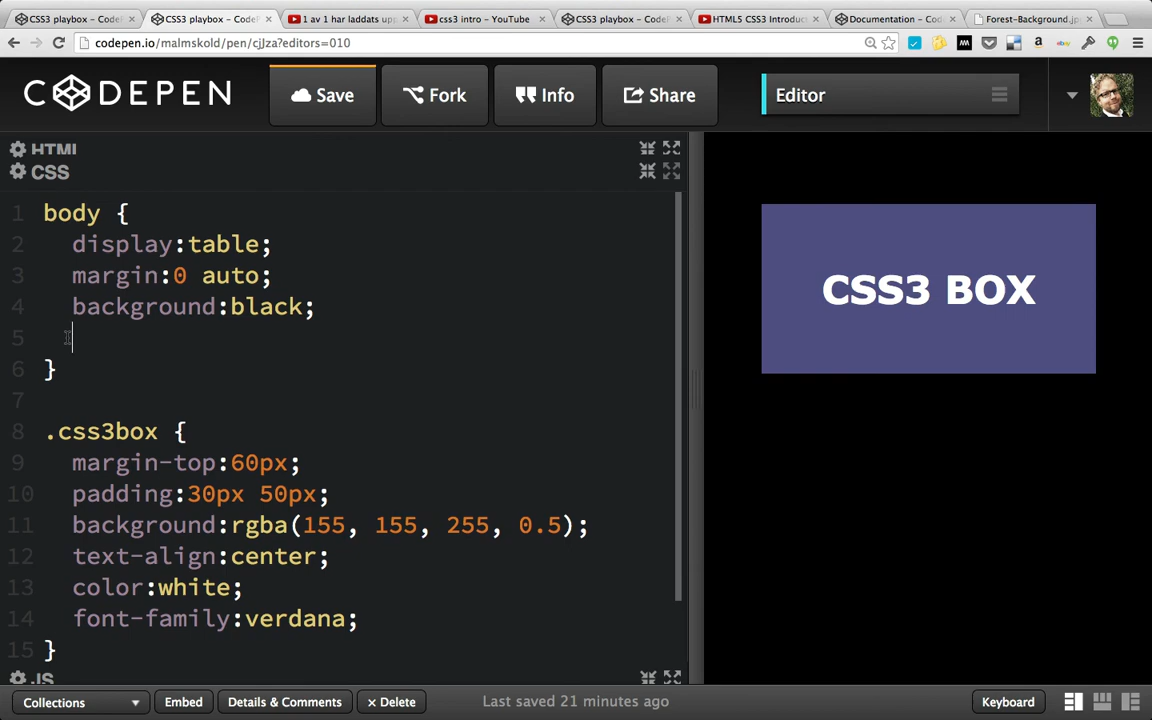 CSS3 playbox - CodeP
CSS3 playbox - CodeP
1 av 1 har laddats upp
css3 intro - YouTube
CSS3 playbox - CodeP
HTML5 CSS3 Introduc
Documentation - Co
Forest-Background.jp
codepen.io/malmskold/pen/cjJza?editors=010
CODEPEN
Save
Fork
Info
Share
Editor
HTML
CSS
1 body {
2 display:table;
3 margin:0 auto;
4 background:black;
5
6 }
7
8 .css3box {
9 margin-top:60px;
10 padding:30px 50px;
11 background:rgba(155, 155, 255, 0.5);
12 text-align:center;
13 color:white;
14 font-family:verdana;
15 }
CSS3 BOX
JS
Collections
Embed
Details & Comments
× Delete
Last saved 21 minutes ago
Keyboard